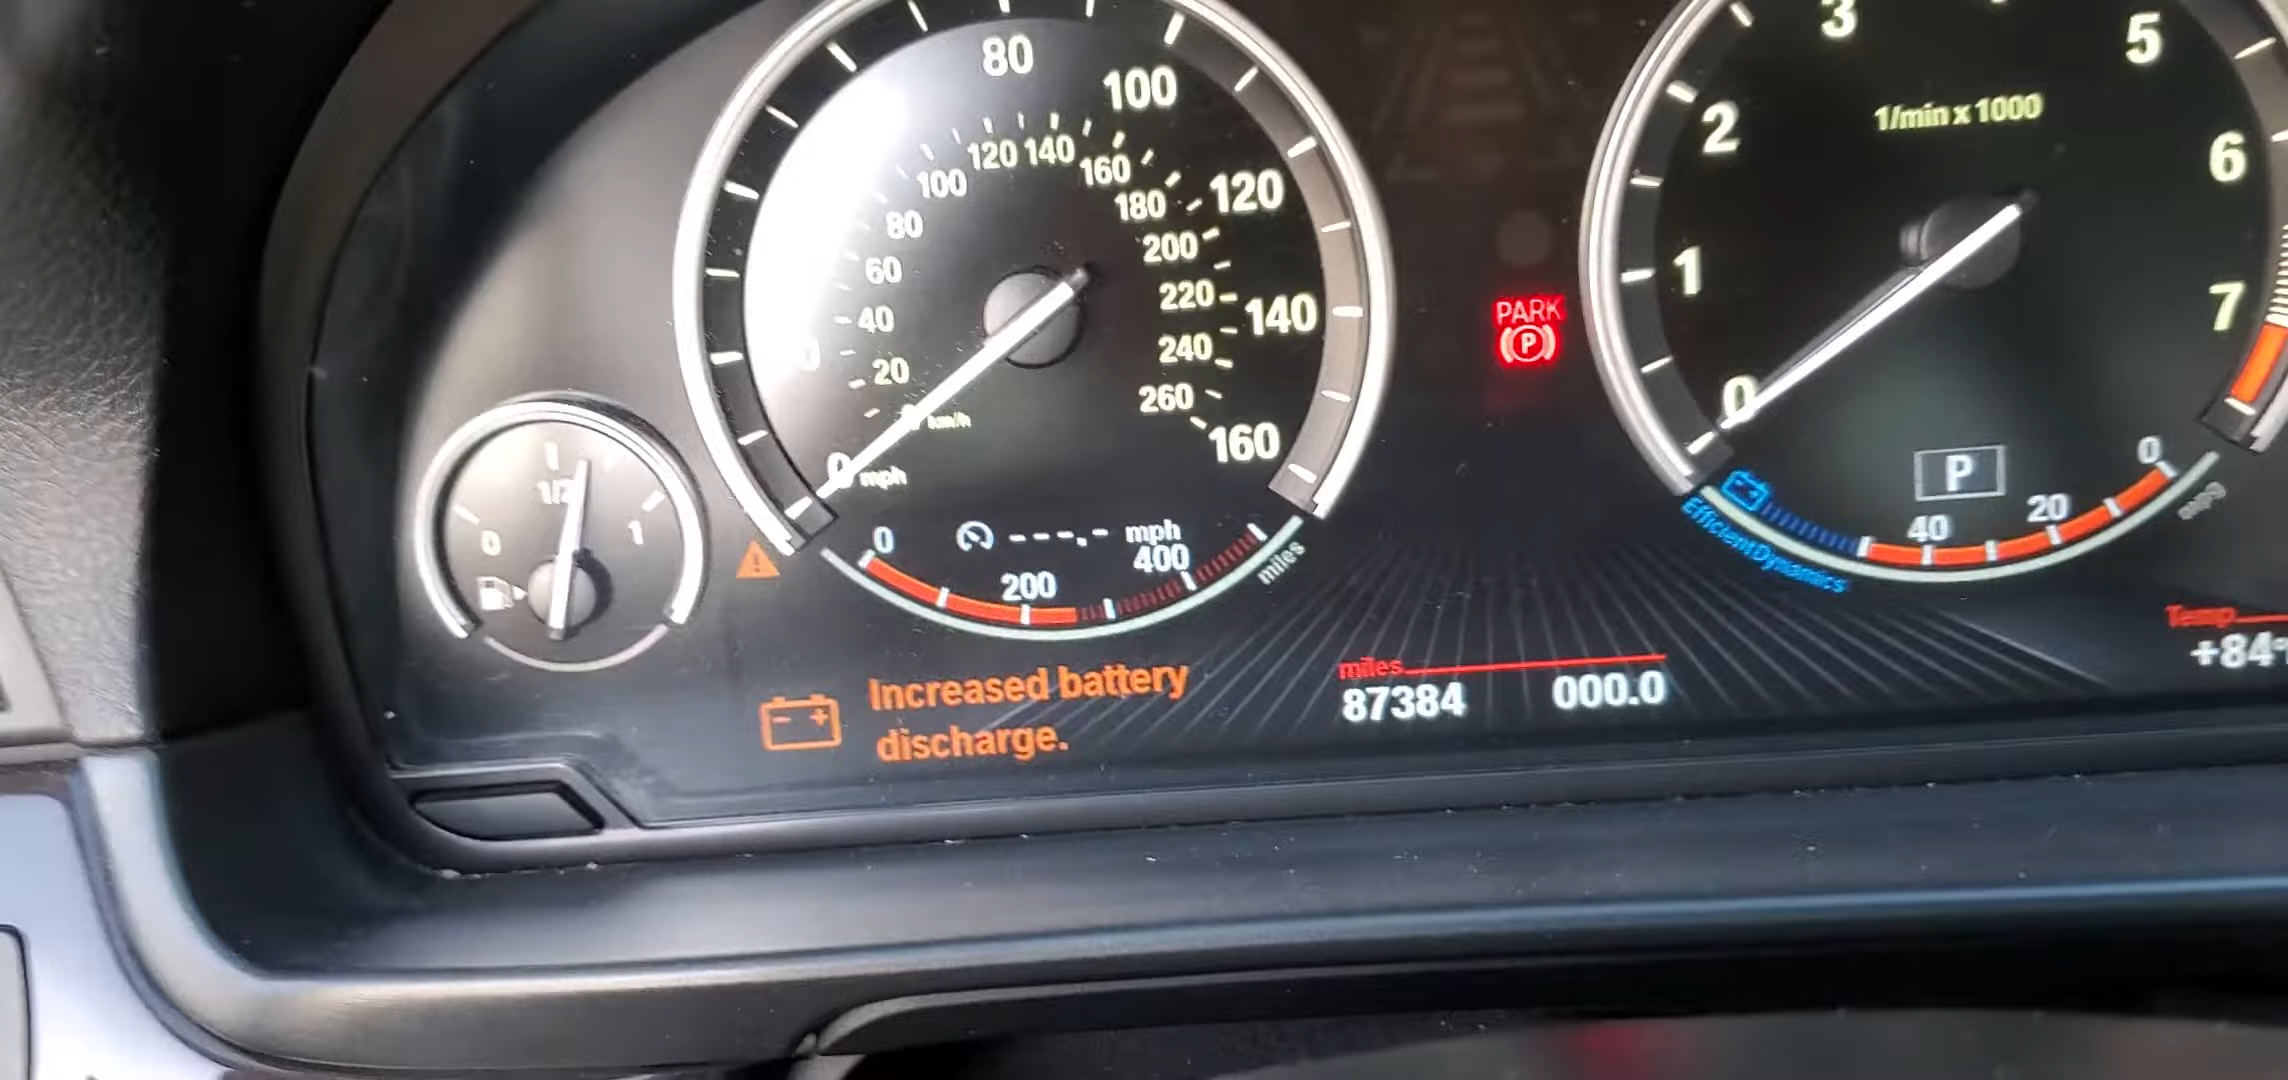 80
100
120
140
160
120 140
100
160
80
180
60
200
40
220
20
240
260
km/h
0
mph
1/2
0
1
0
---.- mph
200
400
miles
Increased battery
discharge.
miles
87384 000.0
PARK
P
3
5
2
6
1
7
0
1/min x 1000
P
0
20
40
EfficientDynamics
mpg
Temp